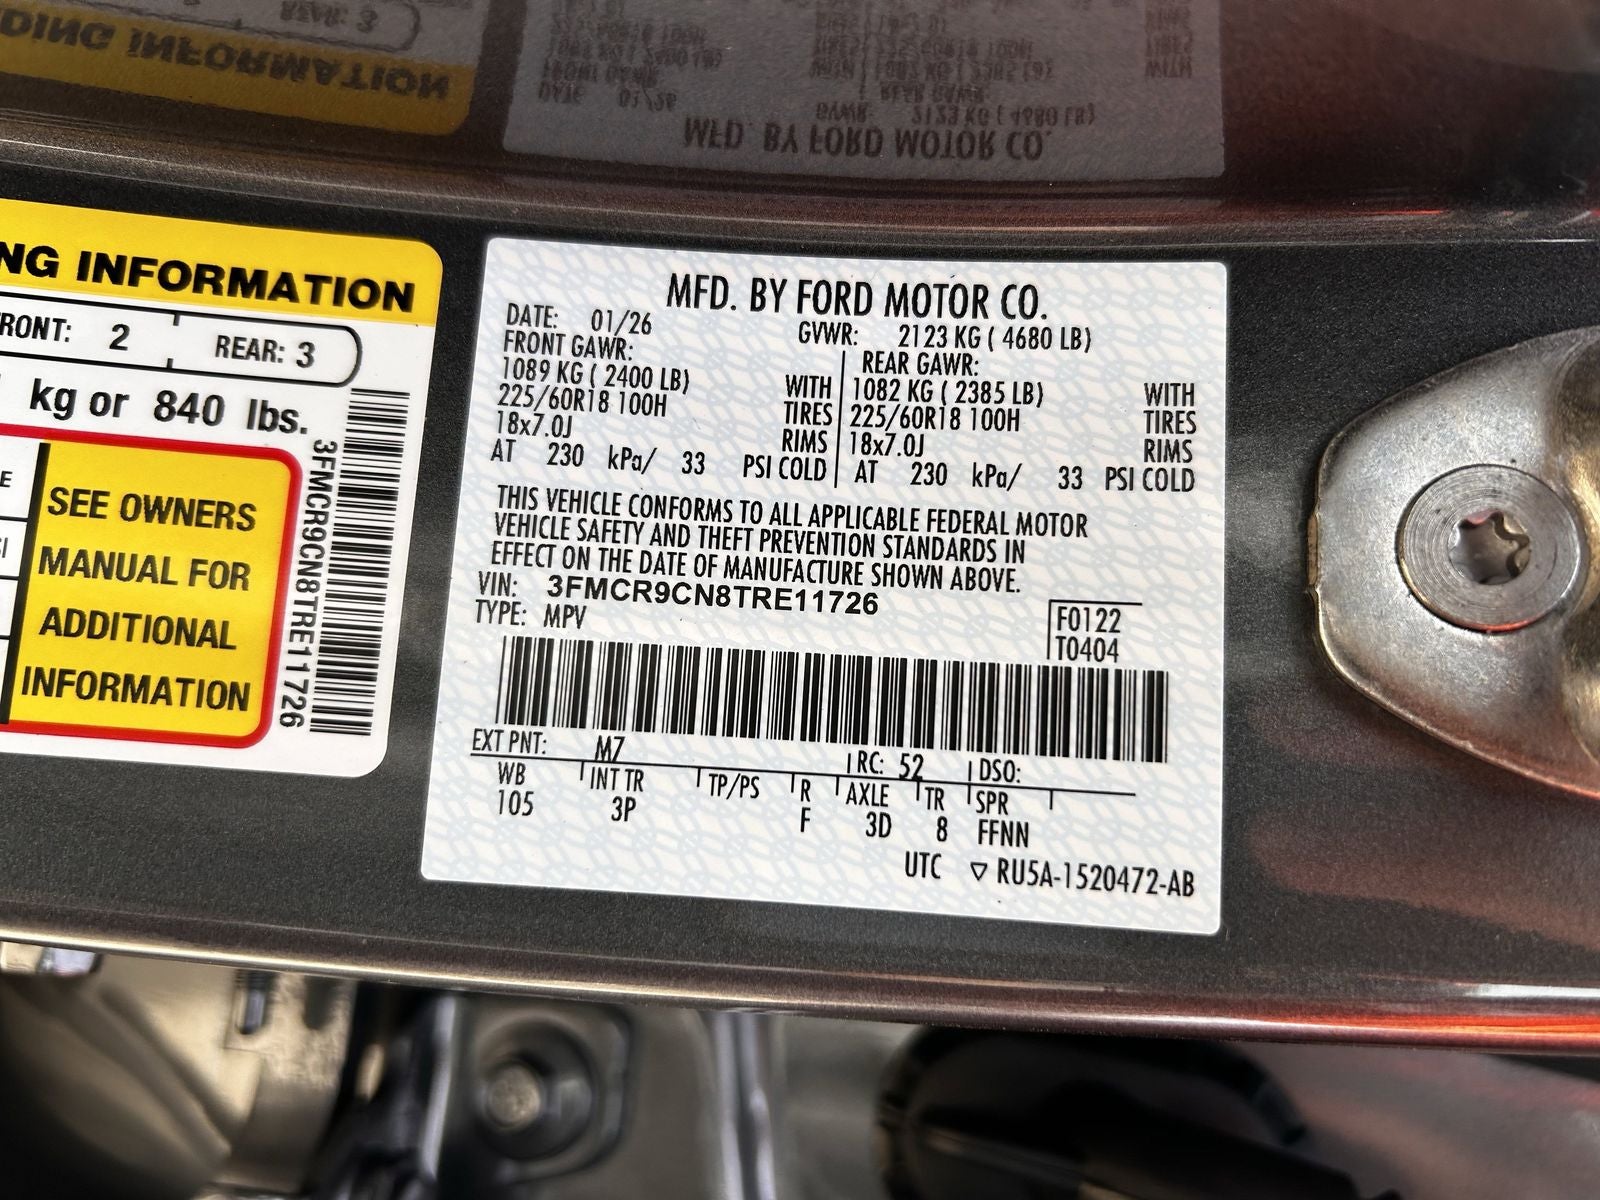 NG INFORMATION
RONT: 2 REAR: 3
kg or 840 lbs.
SEE OWNERS
MANUAL FOR
ADDITIONAL
INFORMATION
3FMCR9CN8TRE11726
MFD. BY FORD MOTOR CO.
DATE: 01/26 GVWR: 2123 KG ( 4680 LB)
FRONT GAWR: REAR GAWR:
1089 KG ( 2400 LB) WITH 1082 KG ( 2385 LB) WITH
225/60R18 100H TIRES 225/60R18 100H TIRES
18x7.0J RIMS 18x7.0J RIMS
AT 230 kPa/ 33 PSI COLD AT 230 kPa/ 33 PSI COLD
THIS VEHICLE CONFORMS TO ALL APPLICABLE FEDERAL MOTOR
VEHICLE SAFETY AND THEFT PREVENTION STANDARDS IN
EFFECT ON THE DATE OF MANUFACTURE SHOWN ABOVE.
VIN: 3FMCR9CN8TRE11726
TYPE: MPV
F0122
T0404
EXT PNT: M7 RC: 52 DSO:
WB INT TR TP/PS R AXLE TR SPR
105 3P F 3D 8 FFNN
UTC ▽ RU5A-1520472-AB